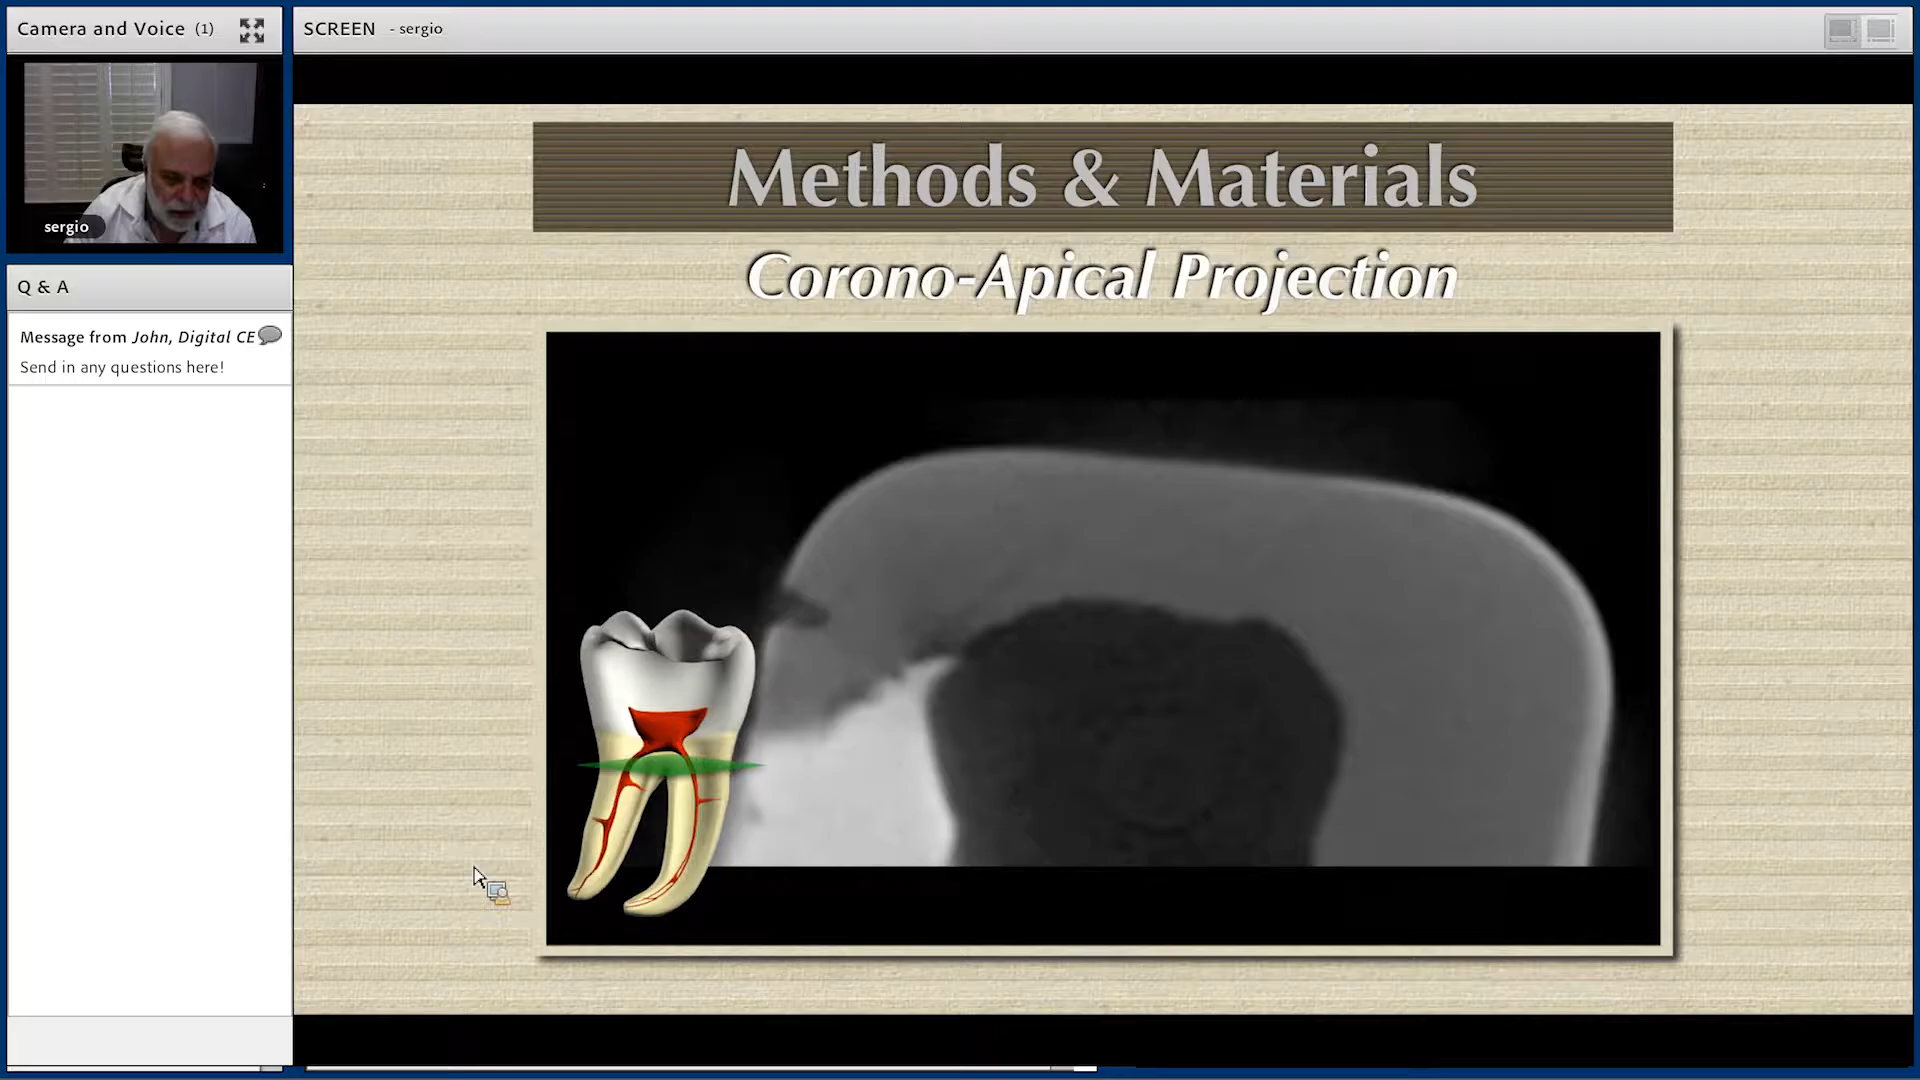 Camera and Voice (1)
sergio
Q & A
Message from John, Digital CE
Send in any questions here!
SCREEN - sergio
Methods & Materials
Corono-Apical Projection